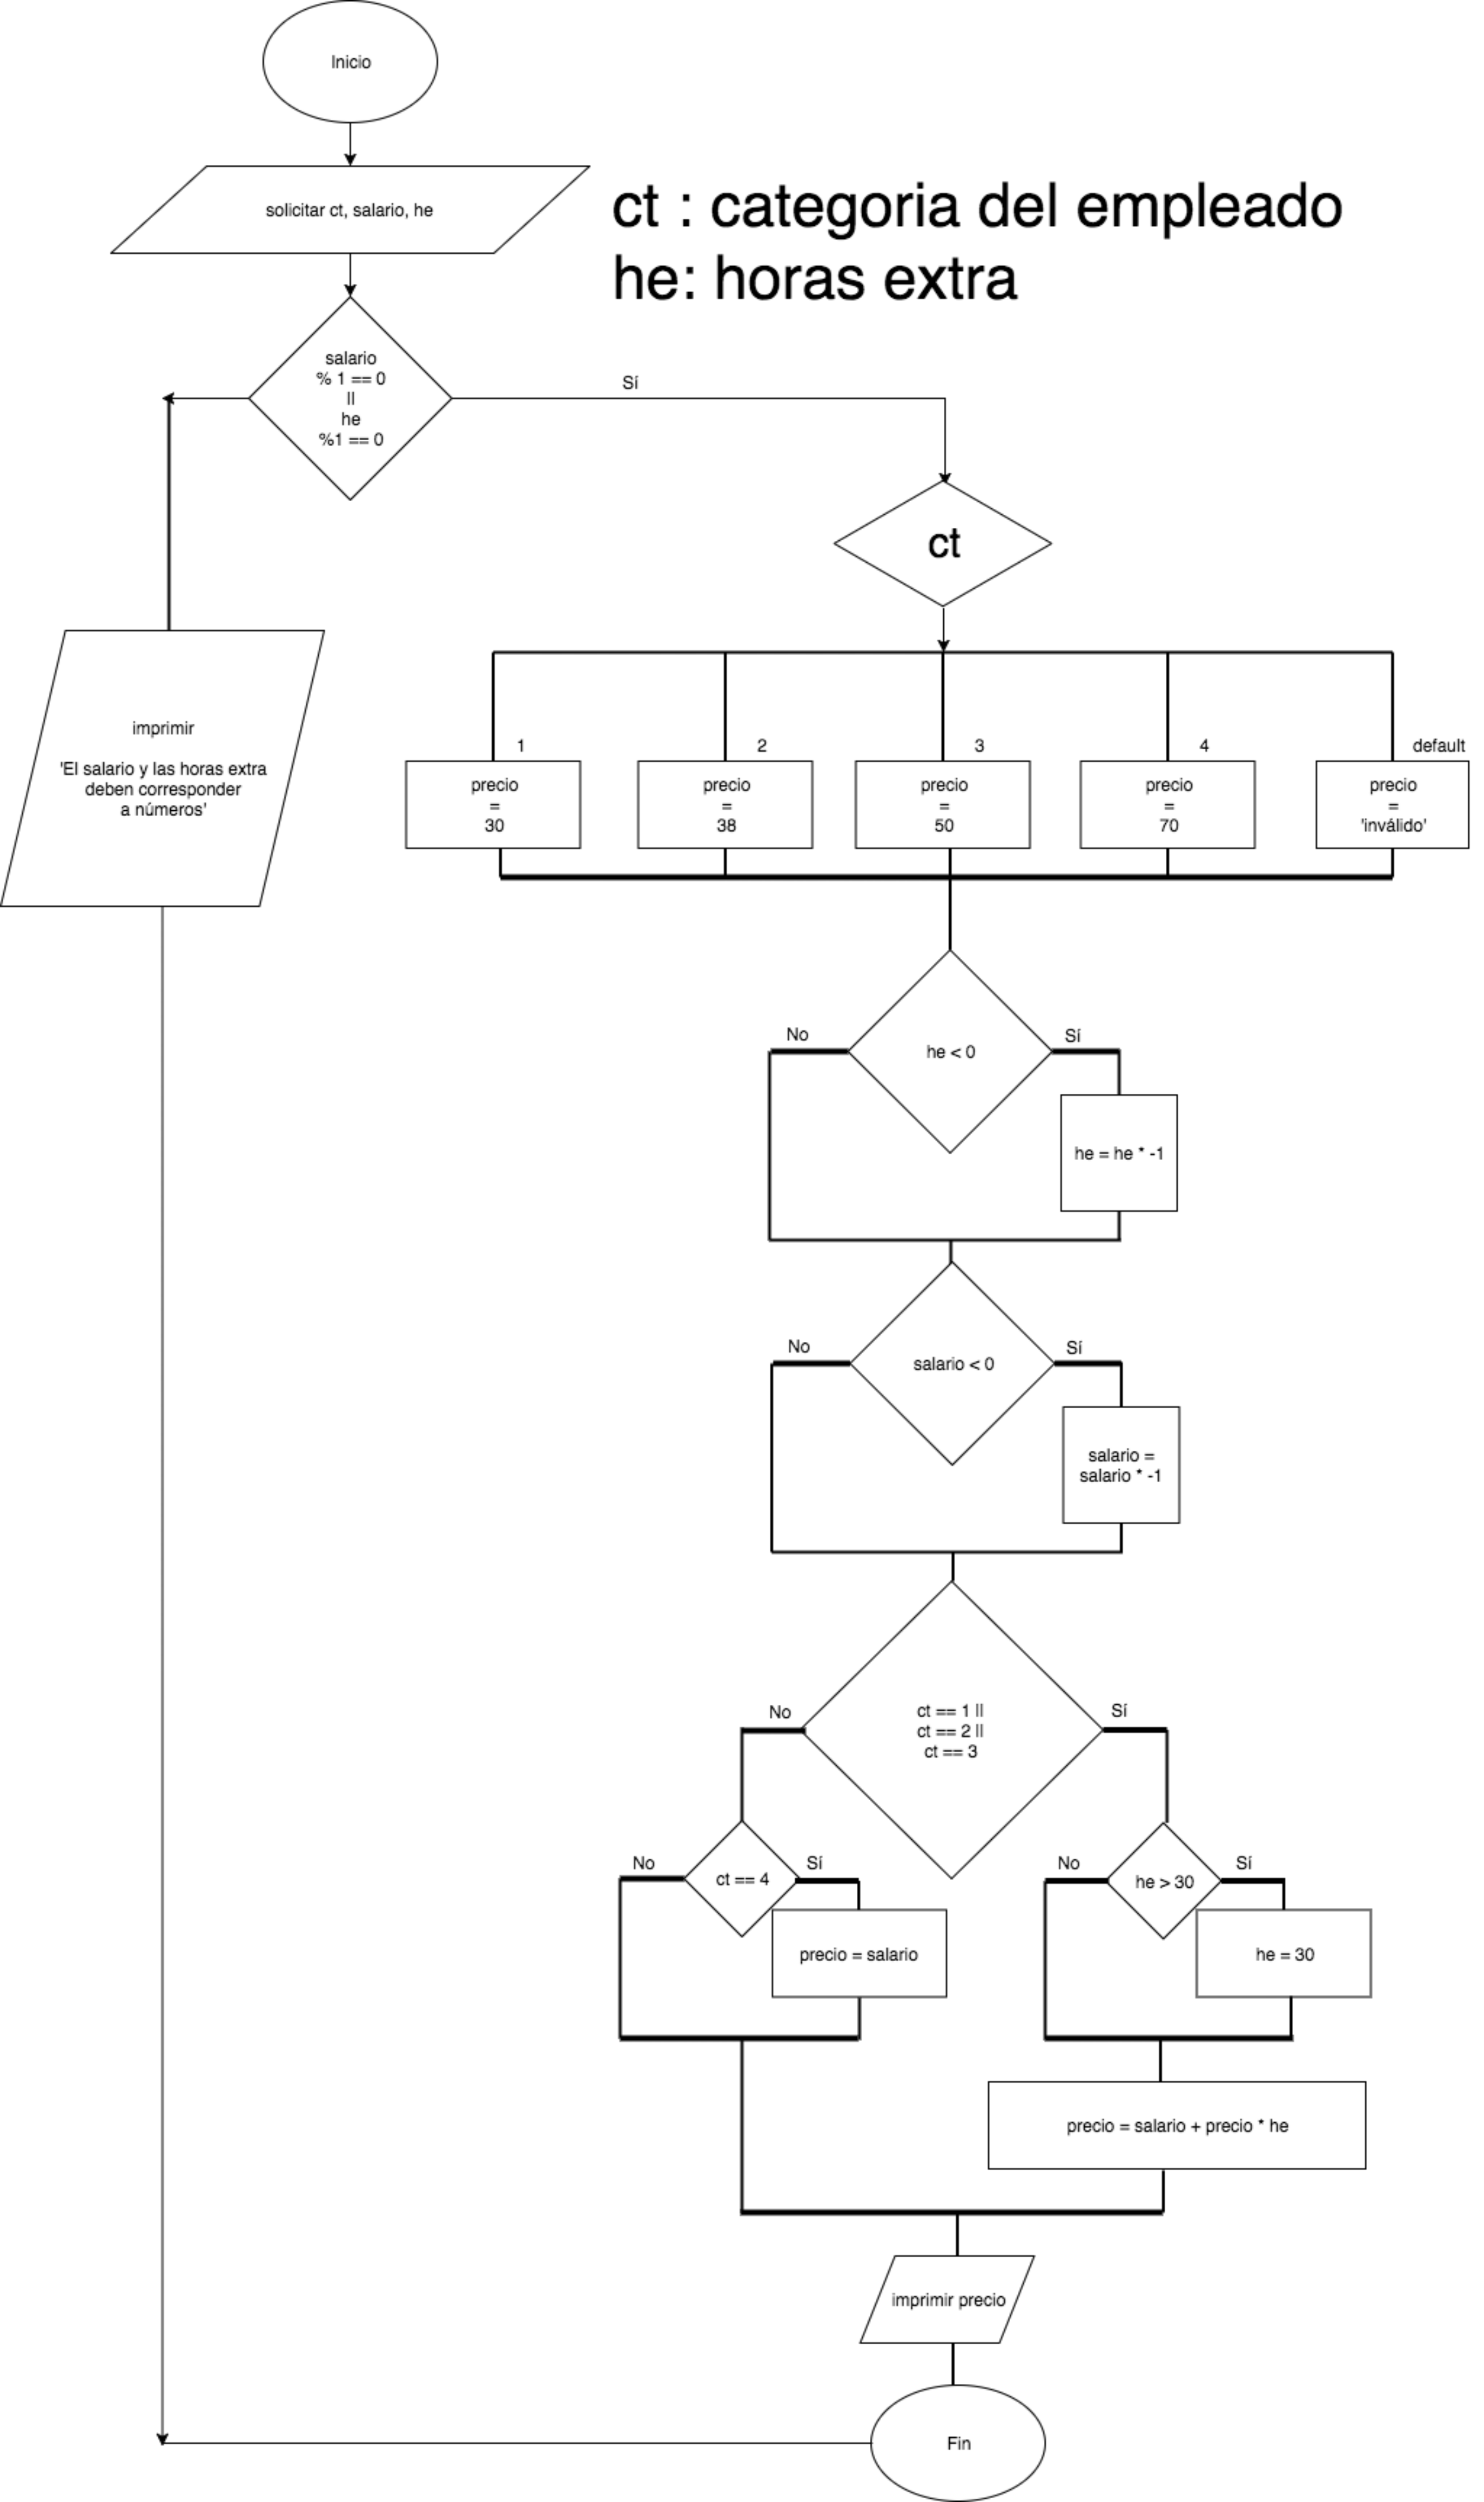 Inicio
solicitar ct, salario, he
ct : categoria del empleado
he: horas extra
salario
% 1 == 0
||
he
%1 == 0
Sí
ct
imprimir
'El salario y las horas extra
deben corresponder
a números'
1
2
3
4
default
precio
=
30
precio
=
38
precio
=
50
precio
=
70
precio
=
'inválido'
No
he < 0
Sí
he = he * -1
No
salario < 0
Sí
salario =
salario * -1
No
ct == 1 ||
ct == 2 ||
ct == 3
Sí
No
ct == 4
Sí
precio = salario
No
he > 30
Sí
he = 30
precio = salario + precio * he
imprimir precio
Fin